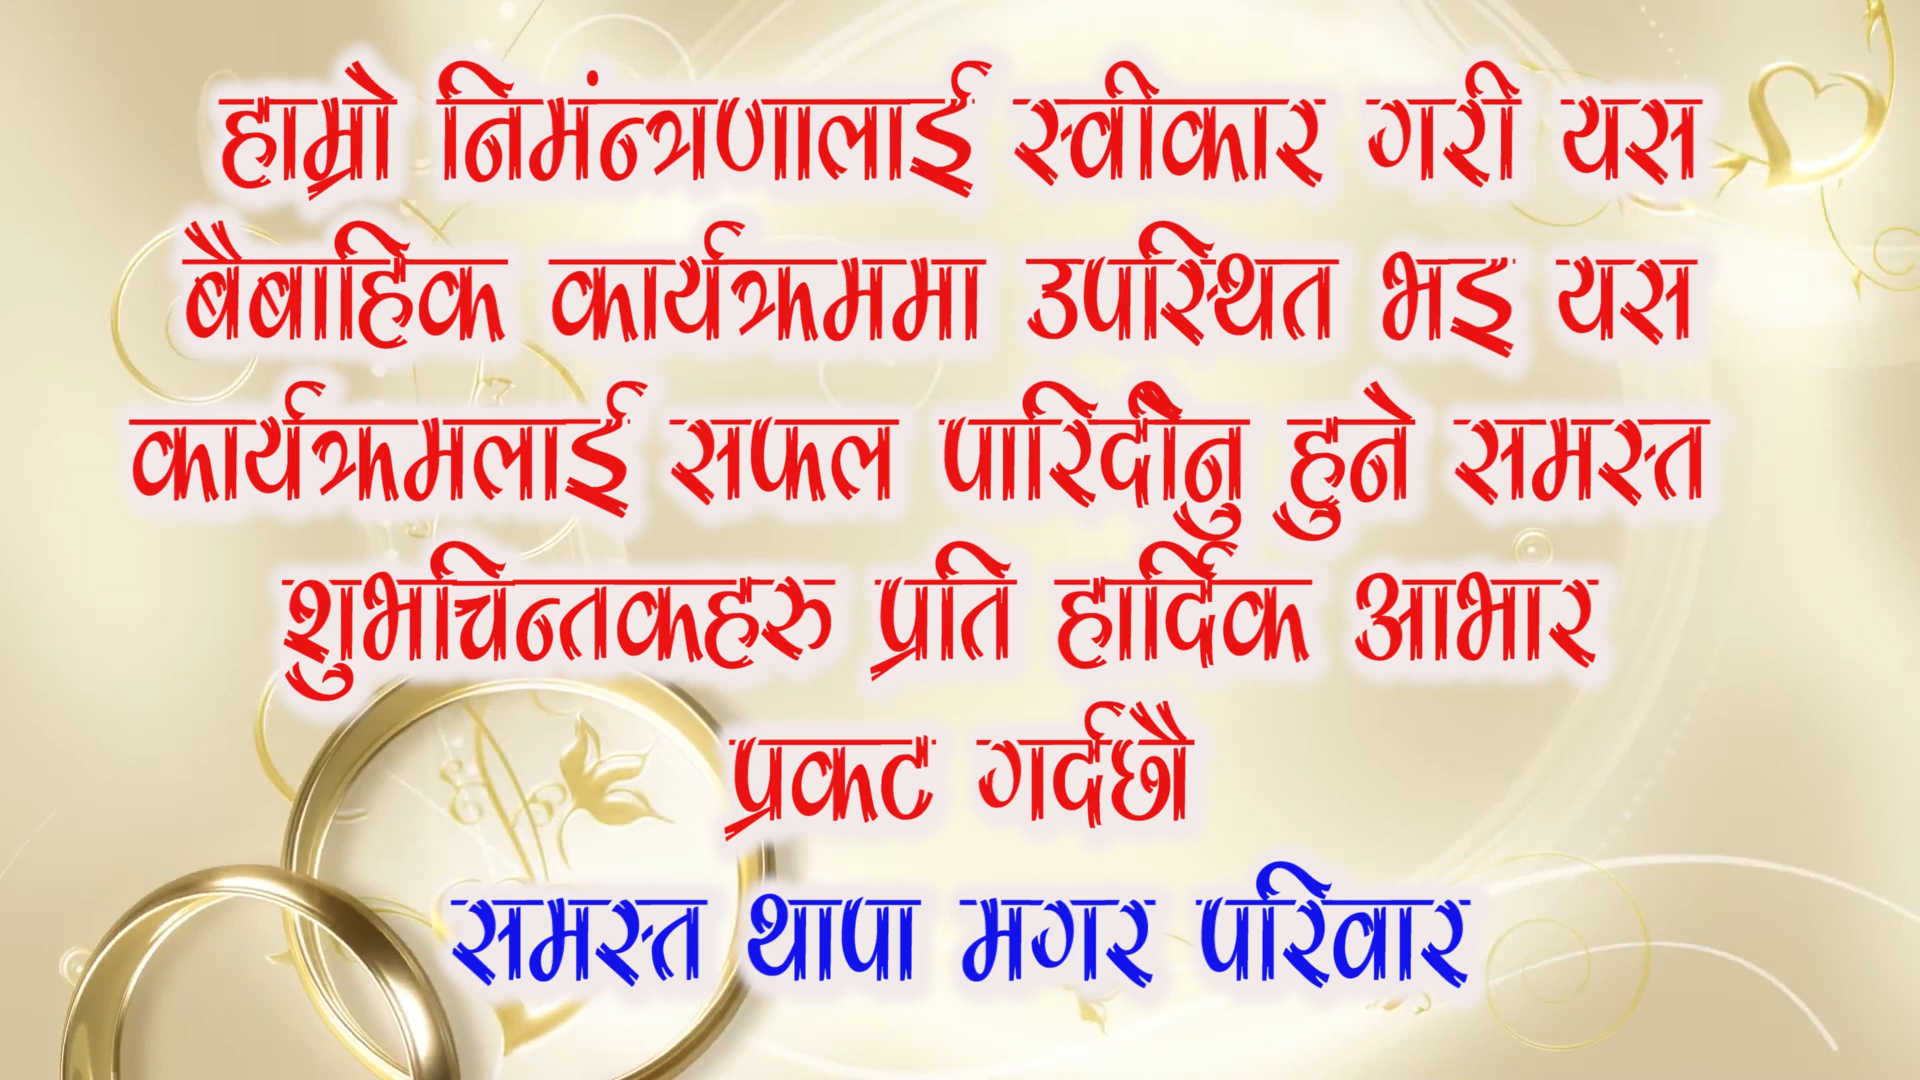 हाम्रो निमंन्त्रणालाई स्वीकार गरी यस
बैबाहिक कार्यक्रममा उपस्थित भइ यस
कार्यक्रमलाई सफल पारिदीैनु हुने समस्त
शुभचिन्तकहरु प्रति हार्दिक आभार
प्रकट गर्दछौ
समस्त थापा मगर परिवार